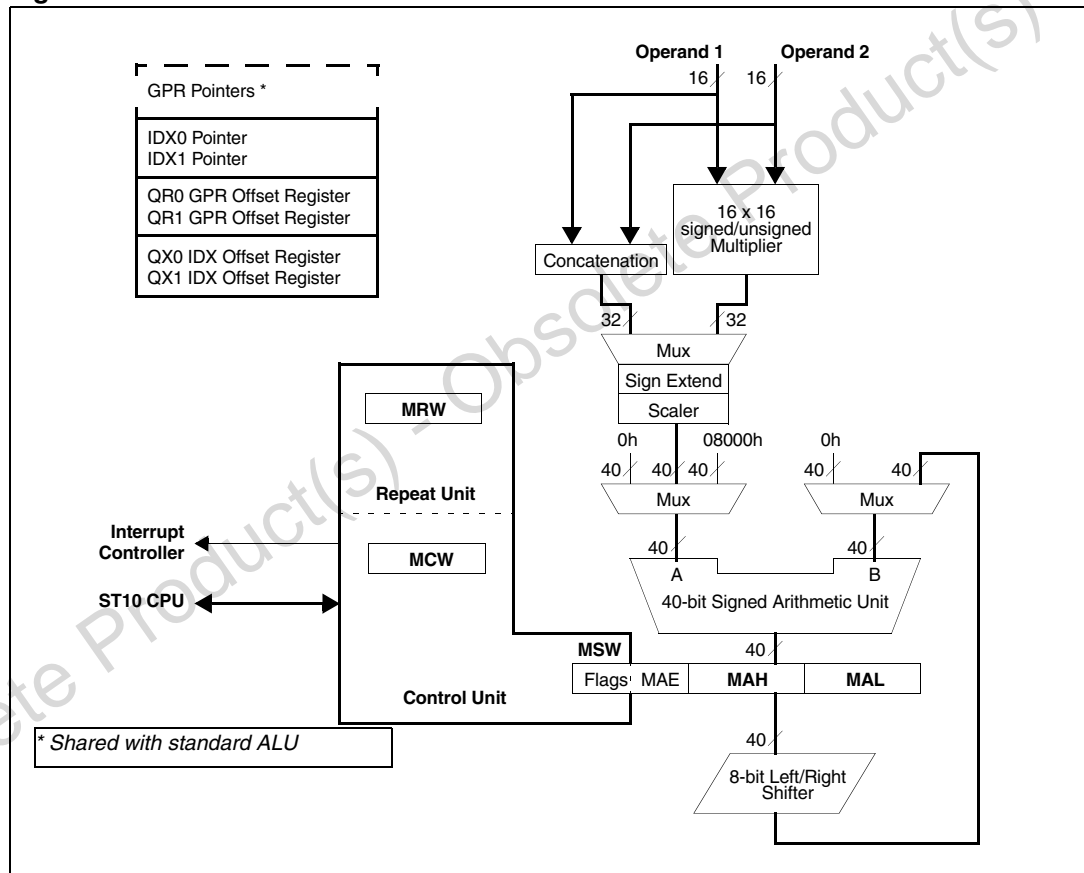 Operand 1 Operand 2
16 16
GPR Pointers *
IDX0 Pointer
IDX1 Pointer
QR0 GPR Offset Register
QR1 GPR Offset Register
QX0 IDX Offset Register
QX1 IDX Offset Register
16 x 16
signed/unsigned
Multiplier
Concatenation
32 32
Mux
Sign Extend
Scaler
0h 08000h 0h
40 40 40 40 40
Mux Mux
40 40
A B
40-bit Signed Arithmetic Unit
40
MRW
Repeat Unit
Interrupt
Controller
MCW
ST10 CPU
MSW
Flags MAE MAH MAL
Control Unit
40
8-bit Left/Right
Shifter
* Shared with standard ALU
ete Product(s) - Obsolete Product(s)